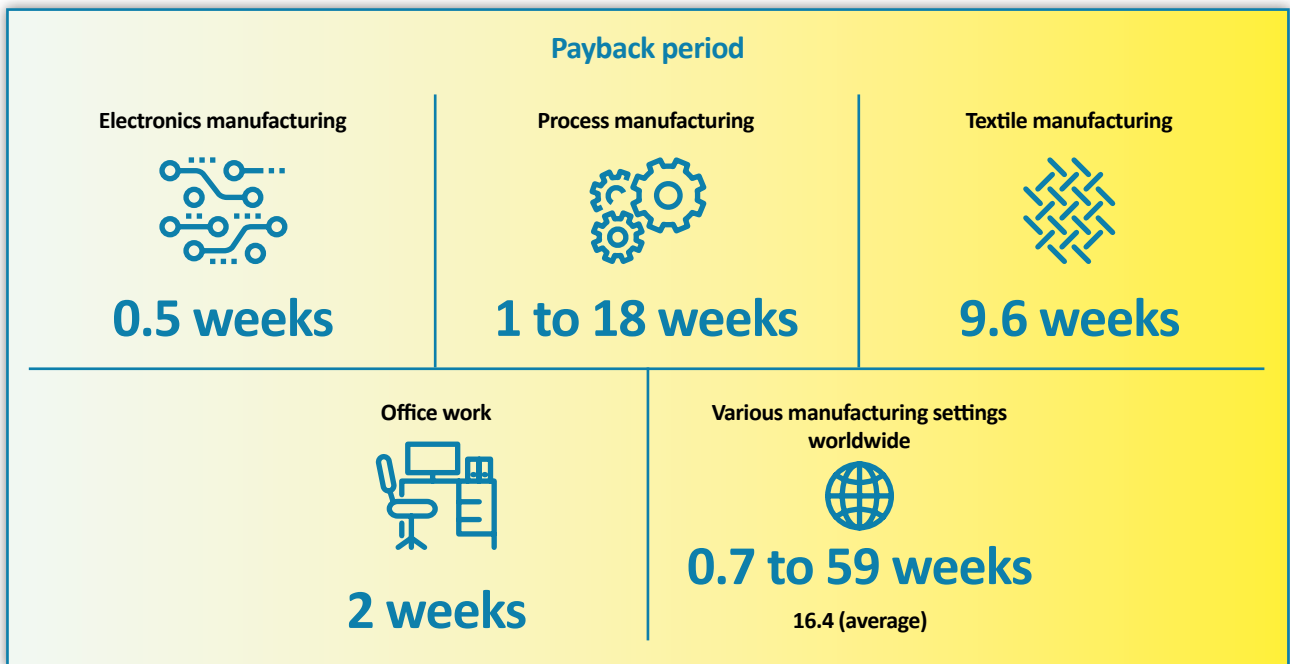 Payback period
Electronics manufacturing
0.5 weeks
Process manufacturing
1 to 18 weeks
Textile manufacturing
9.6 weeks
Office work
2 weeks
Various manufacturing settings
worldwide
0.7 to 59 weeks
16.4 (average)